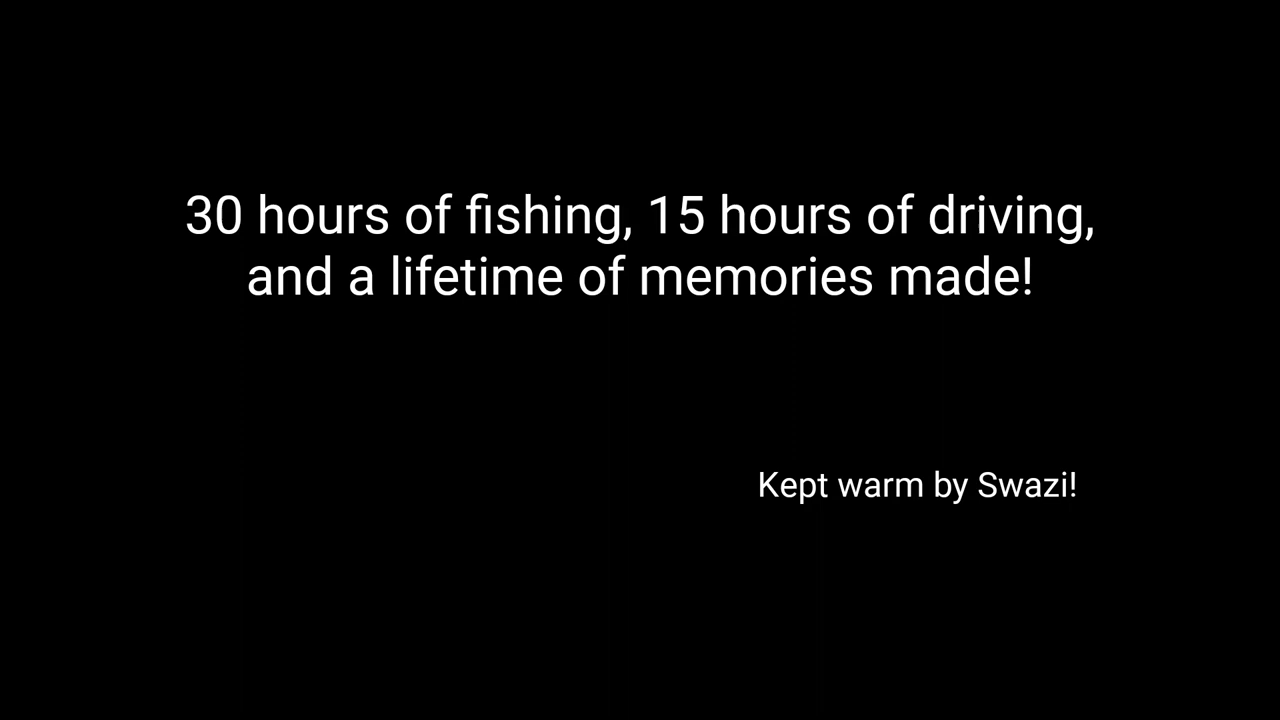 30 hours of fishing, 15 hours of driving,
and a lifetime of memories made!
Kept warm by Swazi!